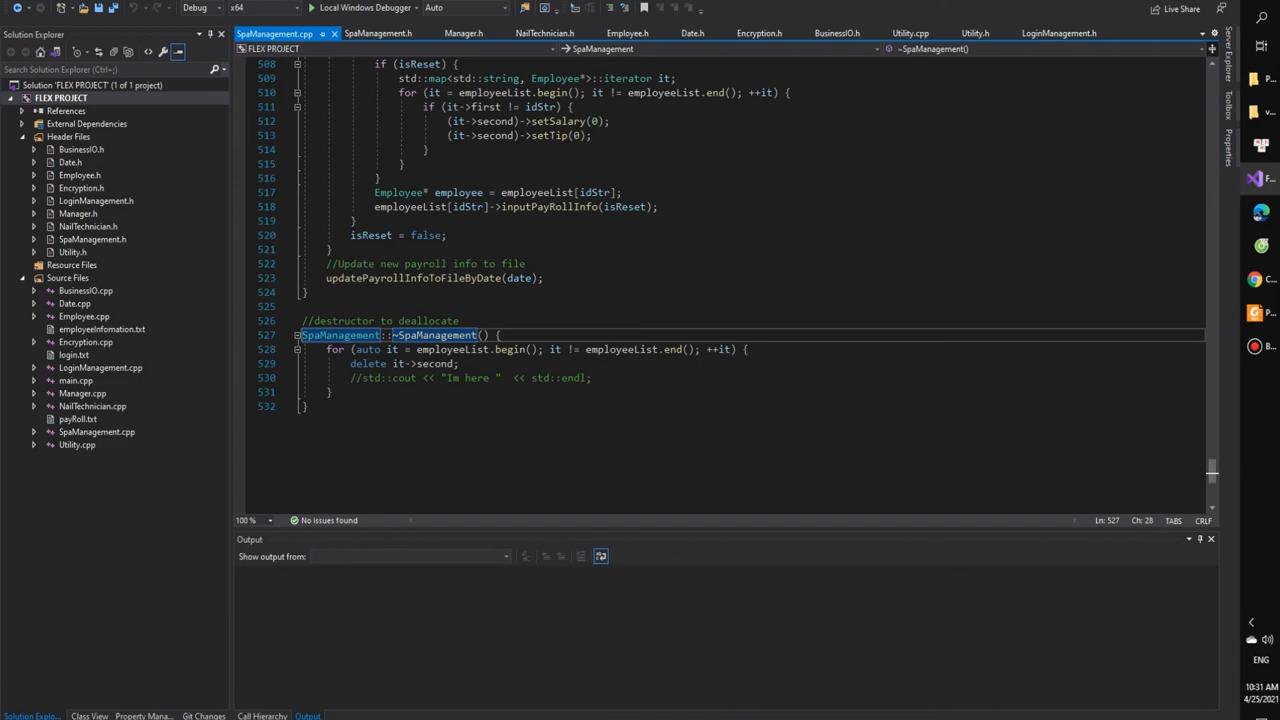 Debug
x64
Local Windows Debugger
Auto
Live Share
Solution Explorer
SpaManagement.cpp
SpaManagement.h
Manager.h
NailTechnician.h
Employee.h
Date.h
Encryption.h
BusinessIO.h
Utility.cpp
Utility.h
LoginManagement.h
FLEX PROJECT
SpaManagement
~SpaManagement()
Search Solution Explorer (Ctrl+;)
Solution 'FLEX PROJECT' (1 of 1 project)
FLEX PROJECT
References
External Dependencies
Header Files
BusinessIO.h
Date.h
Employee.h
Encryption.h
LoginManagement.h
Manager.h
NailTechnician.h
SpaManagement.h
Utility.h
Resource Files
Source Files
BusinessIO.cpp
Date.cpp
Employee.cpp
employeeInfomation.txt
Encryption.cpp
login.txt
LoginManagement.cpp
main.cpp
Manager.cpp
NailTechnician.cpp
payRoll.txt
SpaManagement.cpp
Utility.cpp
508 if (isReset) {
509 std::map<std::string, Employee*>::iterator it;
510 for (it = employeeList.begin(); it != employeeList.end(); ++it) {
511 if (it->first != idStr) {
512 (it->second)->setSalary(0);
513 (it->second)->setTip(0);
514 }
515 }
516 }
517 Employee* employee = employeeList[idStr];
518 employeeList[idStr]->inputPayRollInfo(isReset);
519 }
520 isReset = false;
521 }
522 //Update new payroll info to file
523 updatePayrollInfoToFileByDate(date);
524 }
525
526 //destructor to deallocate
527 SpaManagement::~SpaManagement() {
528 for (auto it = employeeList.begin(); it != employeeList.end(); ++it) {
529 delete it->second;
530 //std::cout << "Im here " << std::endl;
531 }
532 }
100 %
No issues found
Ln: 527
Ch: 28
TABS
CRLF
Output
Show output from:
Solution Explo...
Class View
Property Mana...
Git Changes
Call Hierarchy
Output
Server Explorer
Toolbox
Properties
P...
v...
F...
C...
F...
B...
ENG
10:31 AM
4/25/2021